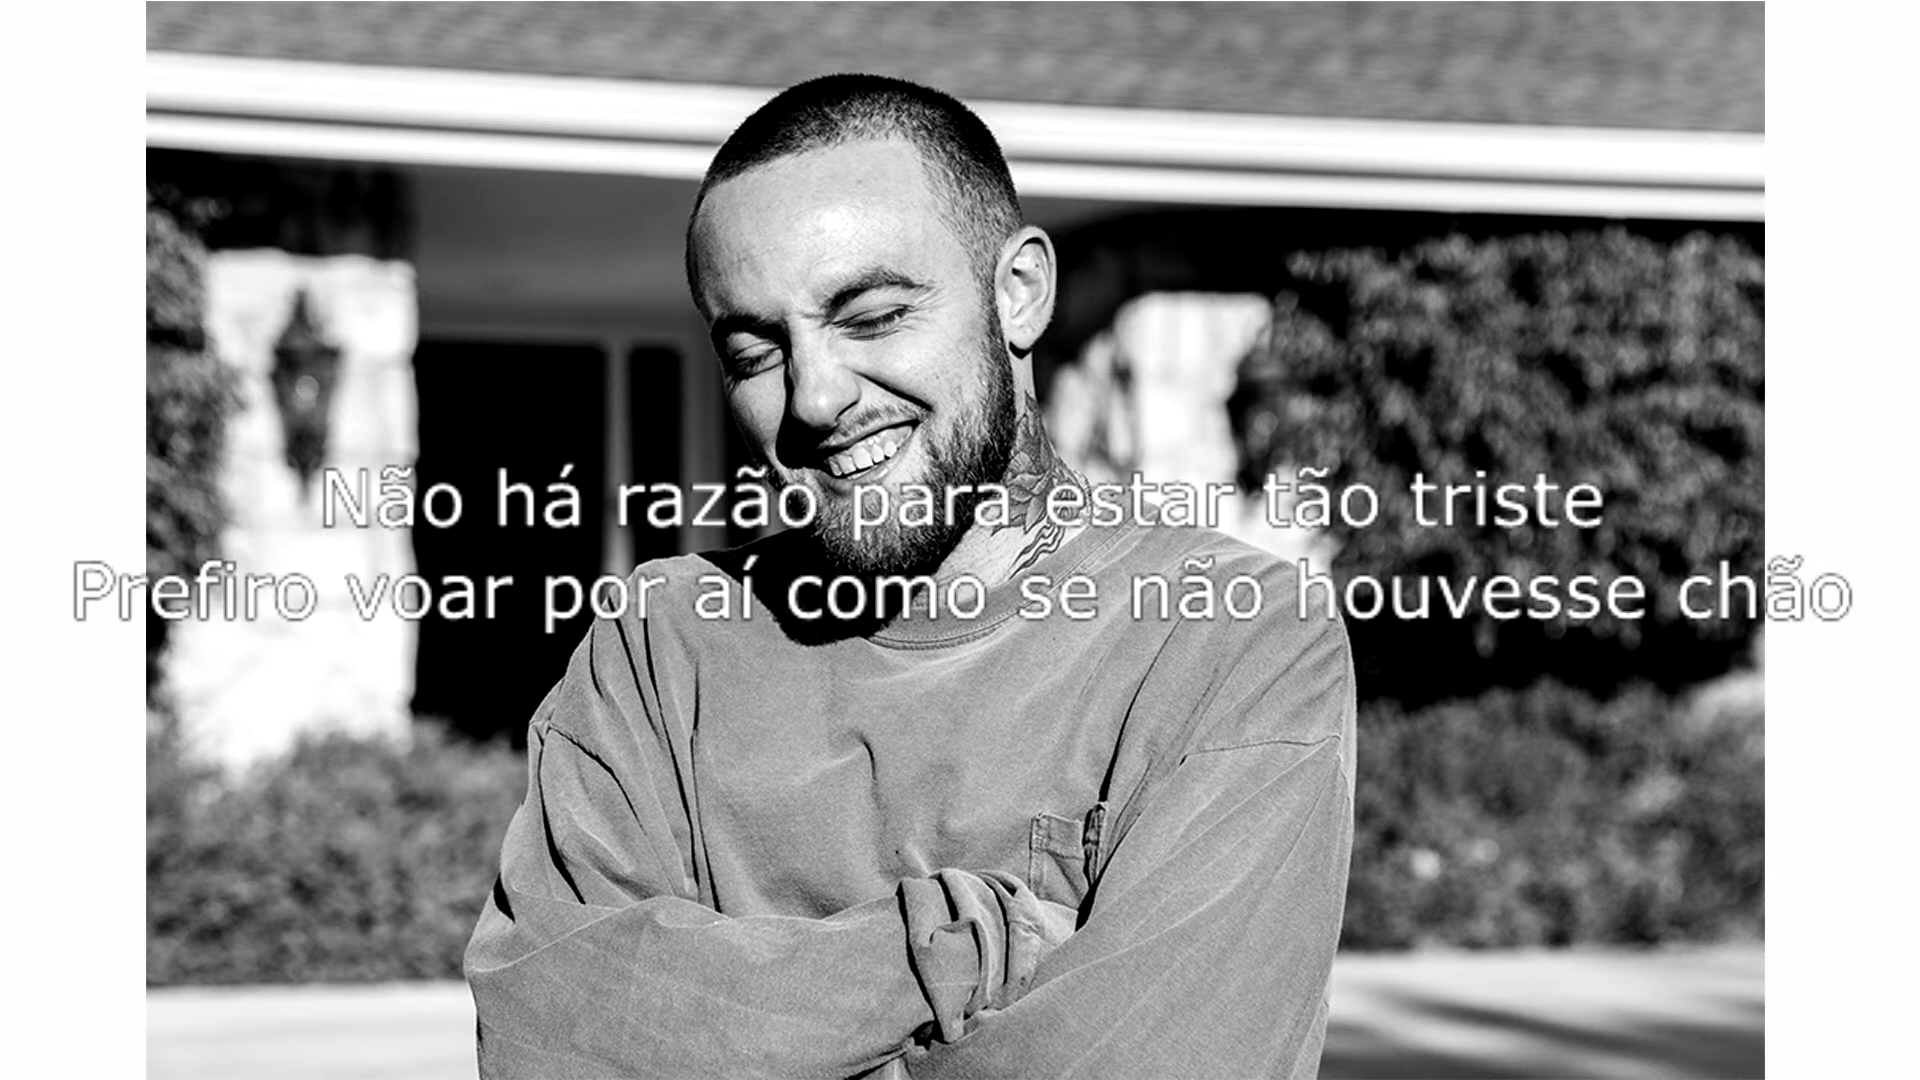 Não há razão para estar tão triste
Prefiro voar por aí como se não houvesse chão